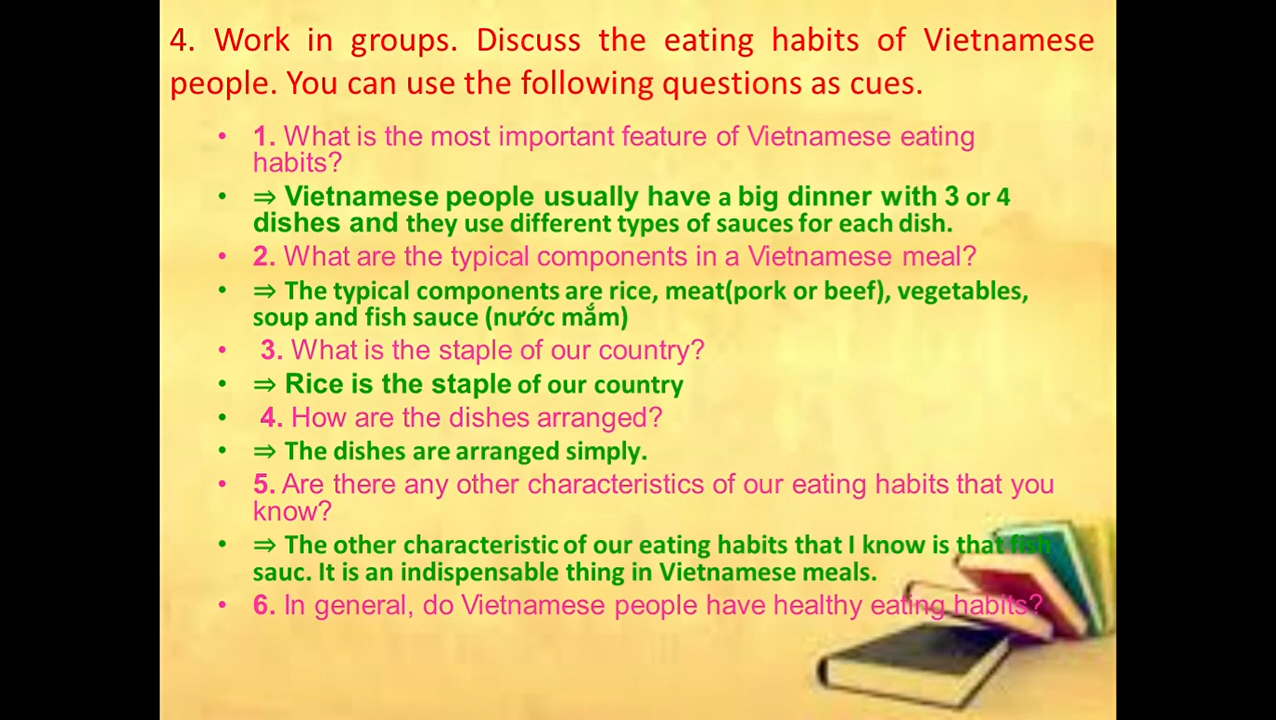 4. Work in groups. Discuss the eating habits of Vietnamese
people. You can use the following questions as cues.
• 1. What is the most important feature of Vietnamese eating
habits?
• ⇒ Vietnamese people usually have a big dinner with 3 or 4
dishes and they use different types of sauces for each dish.
• 2. What are the typical components in a Vietnamese meal?
• ⇒ The typical components are rice, meat(pork or beef), vegetables,
soup and fish sauce (nước mắm)
• 3. What is the staple of our country?
• ⇒ Rice is the staple of our country
• 4. How are the dishes arranged?
• ⇒ The dishes are arranged simply.
• 5. Are there any other characteristics of our eating habits that you
know?
• ⇒ The other characteristic of our eating habits that I know is that fish
sauc. It is an indispensable thing in Vietnamese meals.
• 6. In general, do Vietnamese people have healthy eating habits?